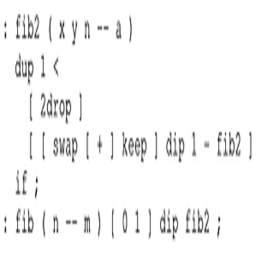 : fib2 ( x y n -- a )
dup 1 <
[ 2drop ]
[ [ swap [ + ] keep ] dip 1 - fib2 ]
if ;
: fib ( n -- m ) [ 0 1 ] dip fib2 ;